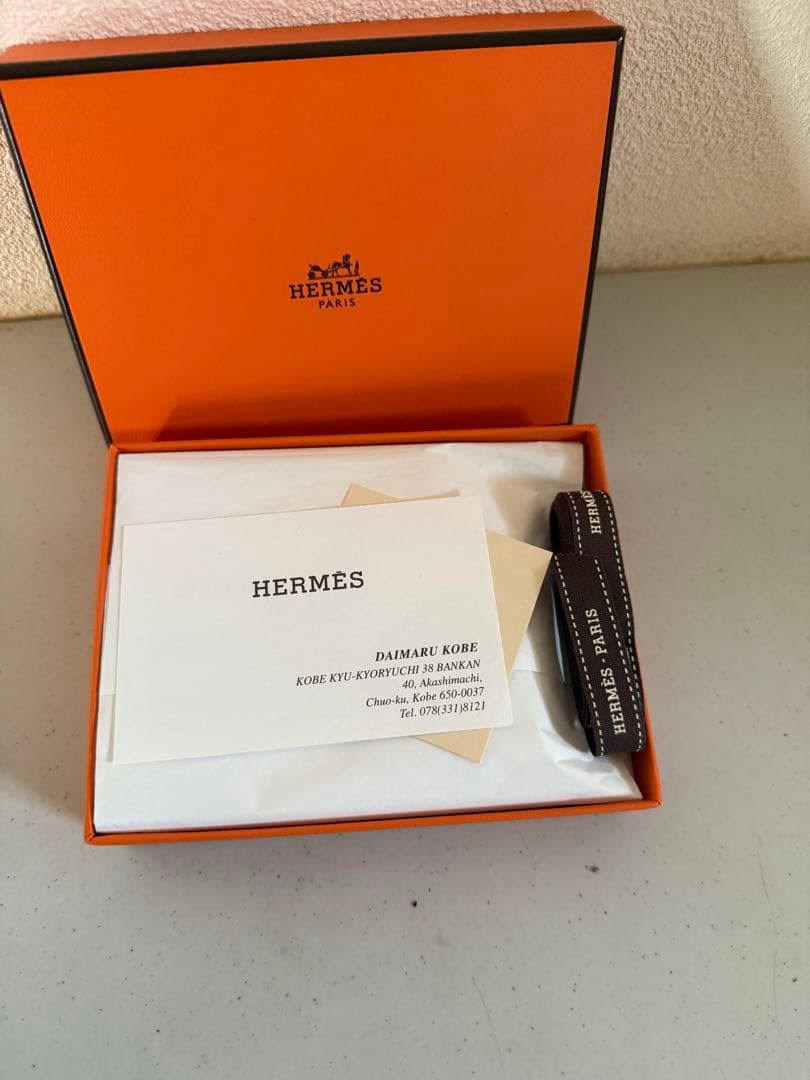 HERMÈS
PARIS
HERMÈS
DAIMARU KOBE
KOBE KYU-KYORYUCHI 38 BANKAN
40, Akashimachi,
Chuo-ku, Kobe 650-0037
Tel. 078(331)8121
HERMÈS
HERMÈS - PARIS